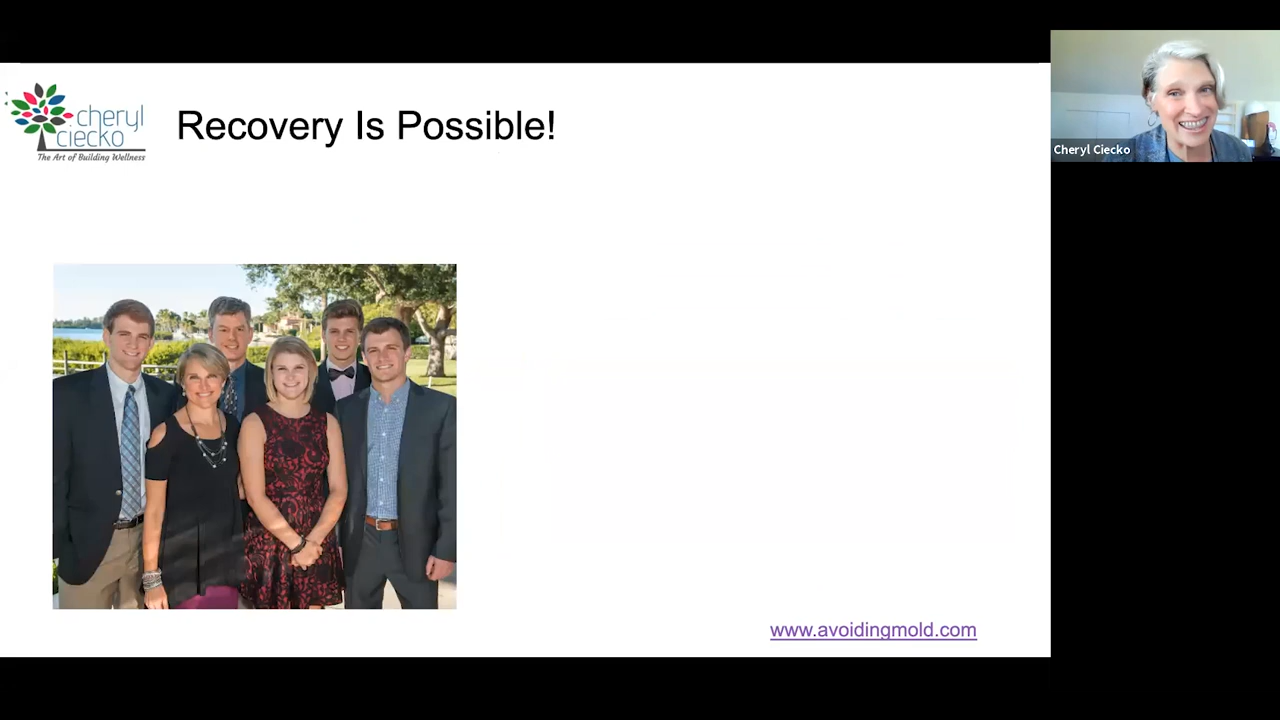 cheryl
ciecko
The Art of Building Wellness
Recovery Is Possible!
Cheryl Ciecko
www.avoidingmold.com